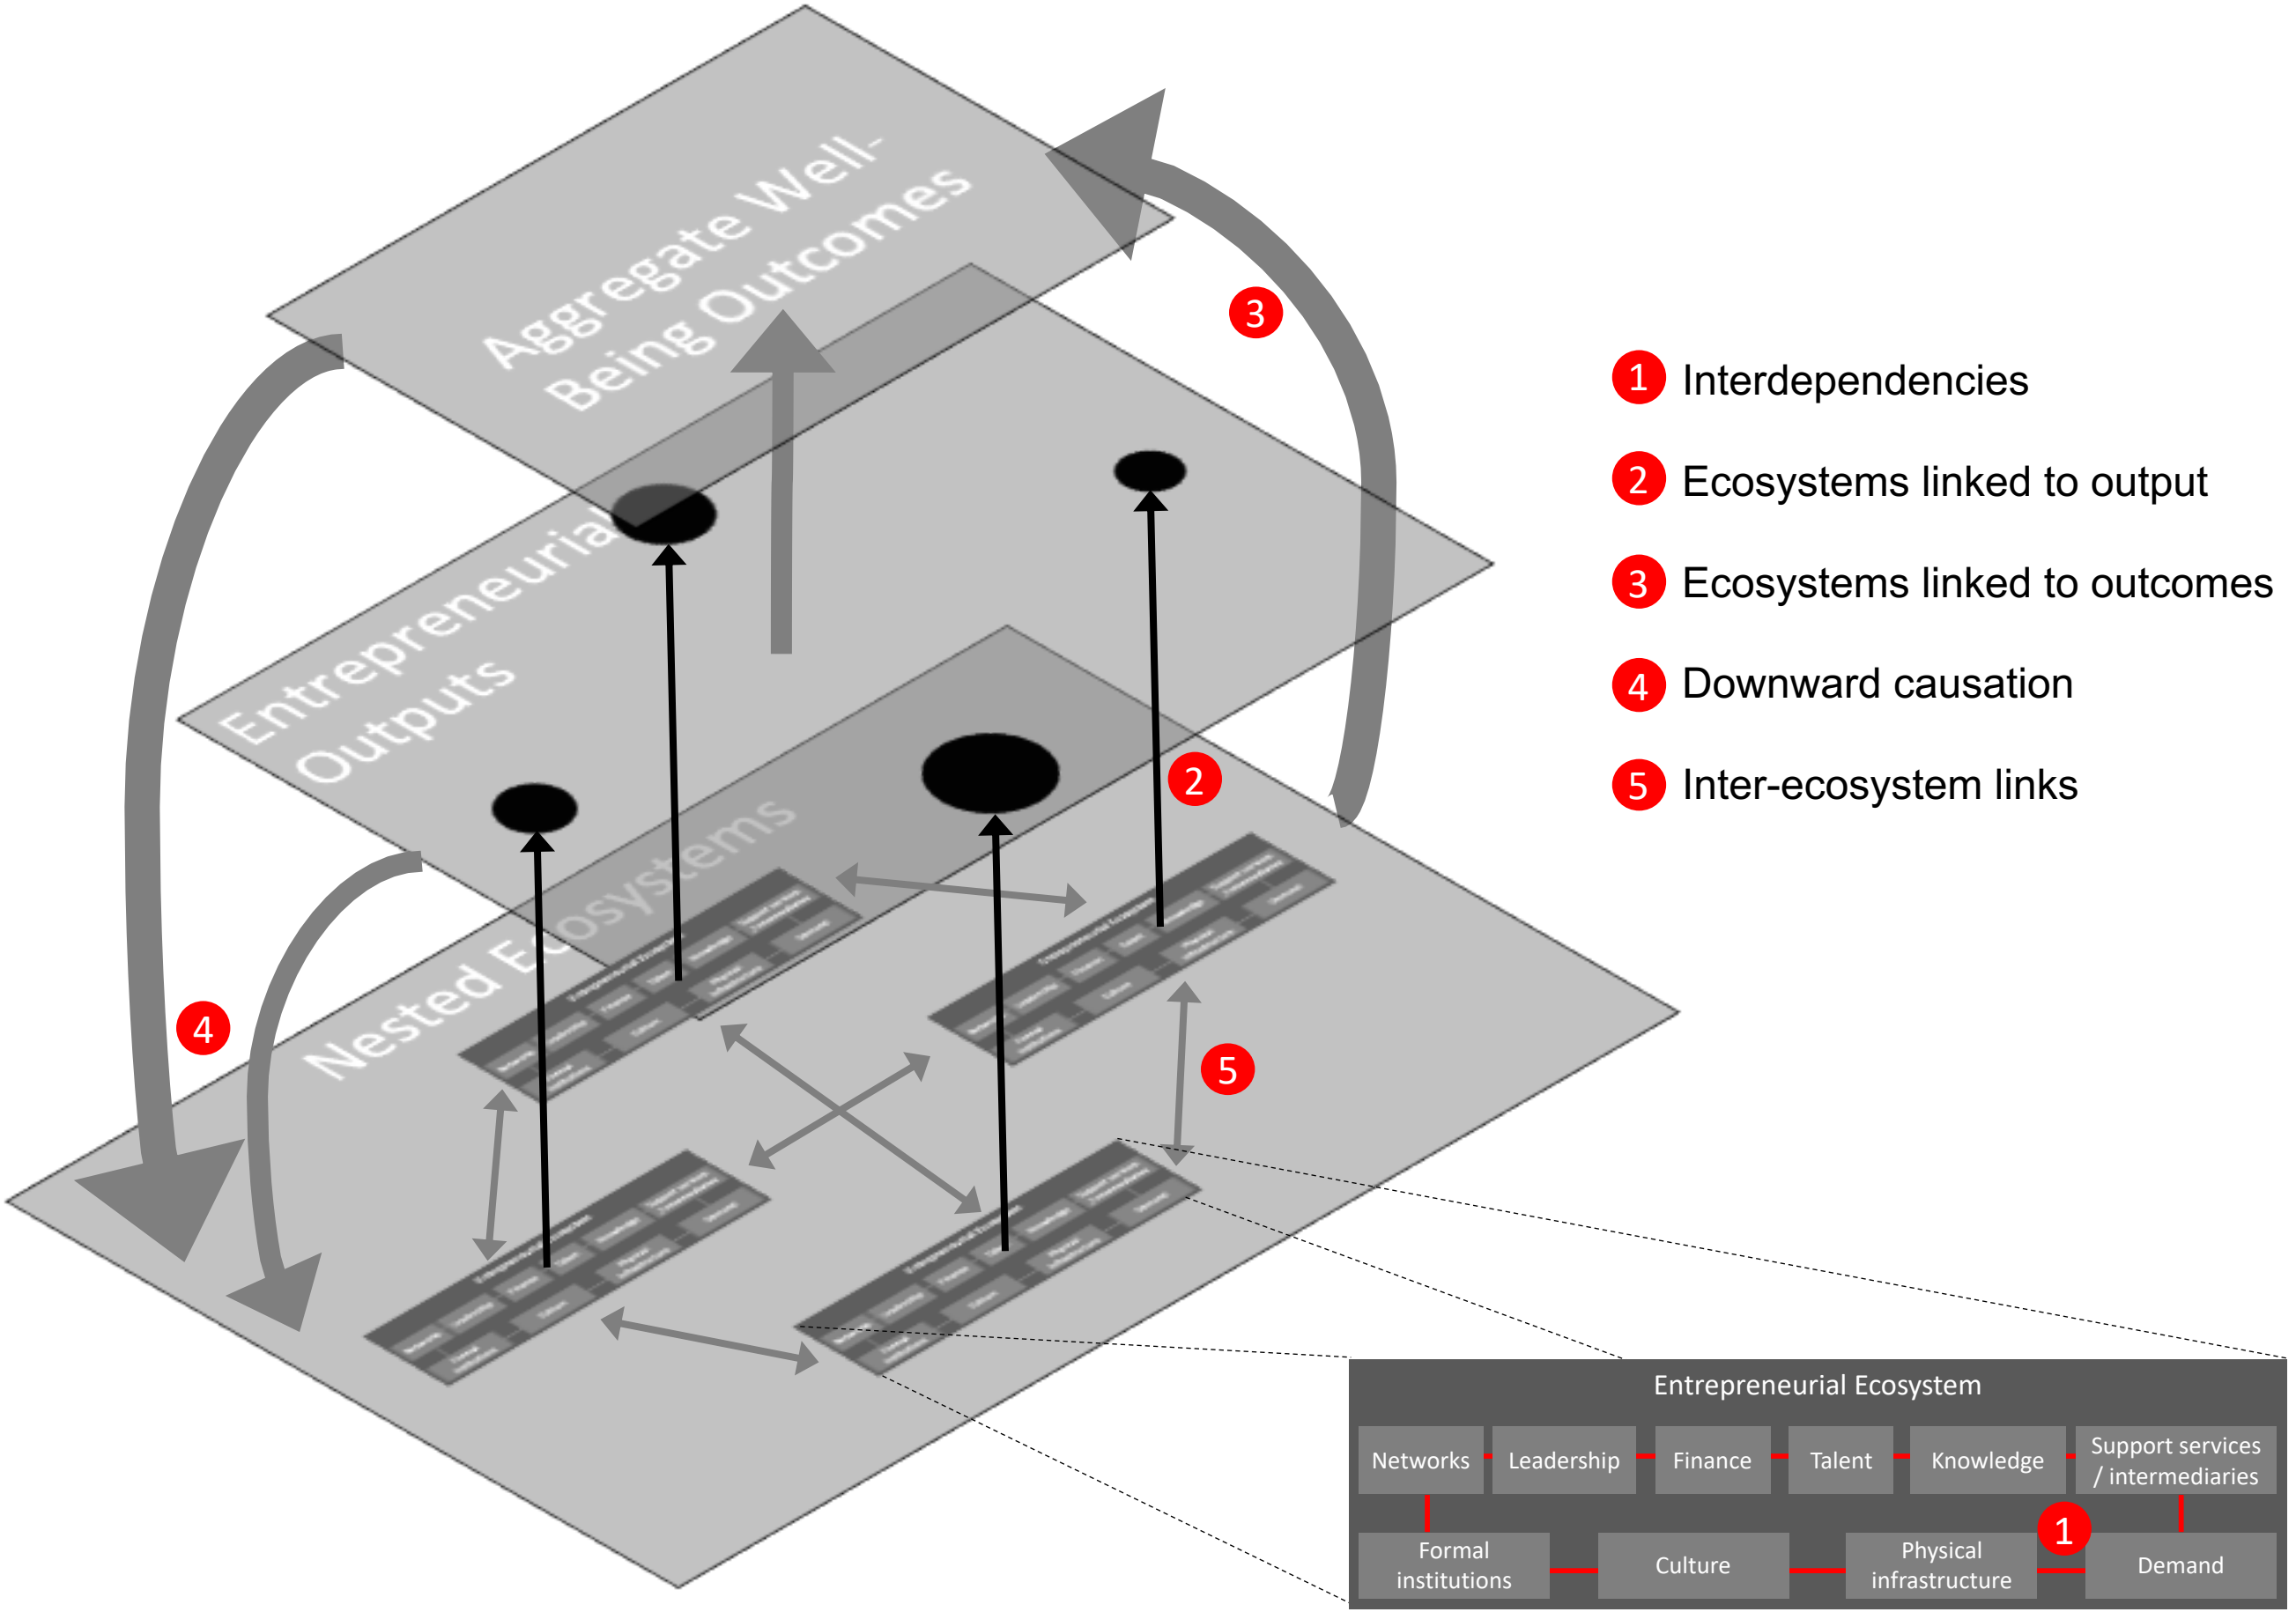 Aggregate Well-
Being Outcomes
3
1 Interdependencies
2 Ecosystems linked to output
3 Ecosystems linked to outcomes
4 Downward causation
5 Inter-ecosystem links
Entrepreneurial
Outputs
2
Nested Ecosystems
4
5
Entrepreneurial Ecosystem
Networks Leadership Finance Talent Knowledge Support services
/ intermediaries
1
Formal
institutions
Culture
Physical
infrastructure
Demand